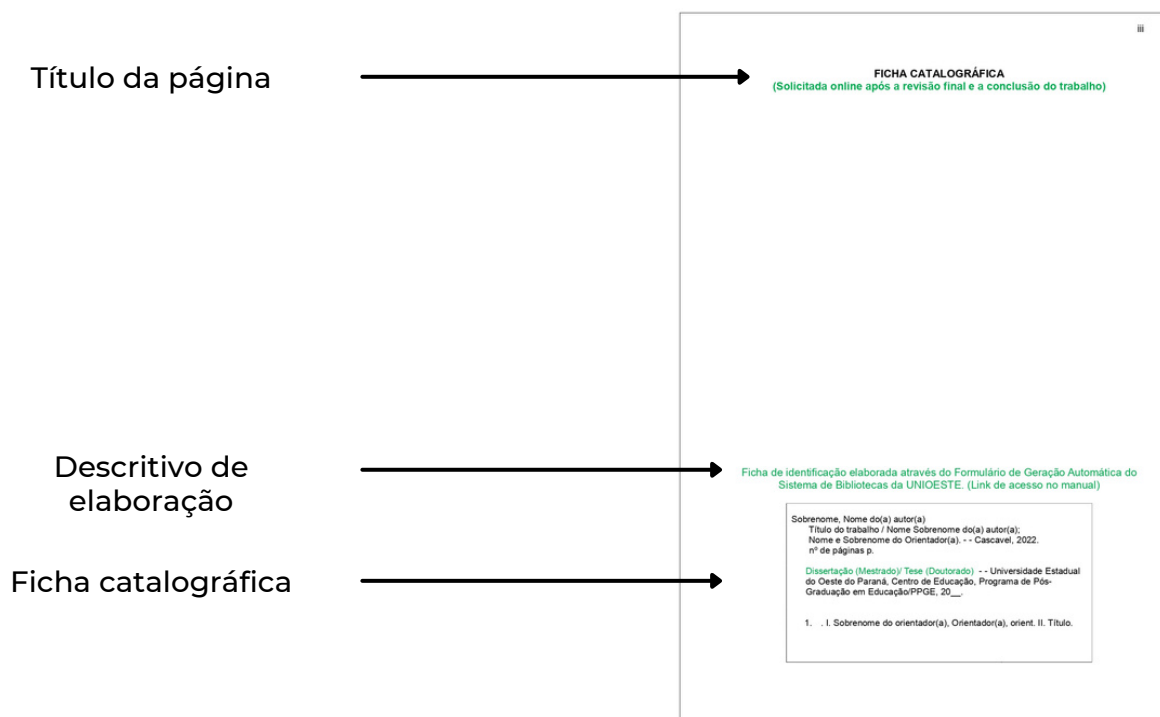 iii
Título da página
FICHA CATALOGRÁFICA
(Solicitada online após a revisão final e a conclusão do trabalho)
Descritivo de
elaboração
Ficha de identificação elaborada através do Formulário de Geração Automática do
Sistema de Bibliotecas da UNIOESTE. (Link de acesso no manual)
Ficha catalográfica
Sobrenome, Nome do(a) autor(a)
Título do trabalho / Nome Sobrenome do(a) autor(a);
Nome e Sobrenome do Orientador(a). - - Cascavel, 2022.
nº de páginas p.
Dissertação (Mestrado)/ Tese (Doutorado) - - Universidade Estadual
do Oeste do Paraná, Centro de Educação, Programa de Pós-
Graduação em Educação/PPGE, 20__.
1. . I. Sobrenome do orientador(a), Orientador(a), orient. II. Título.